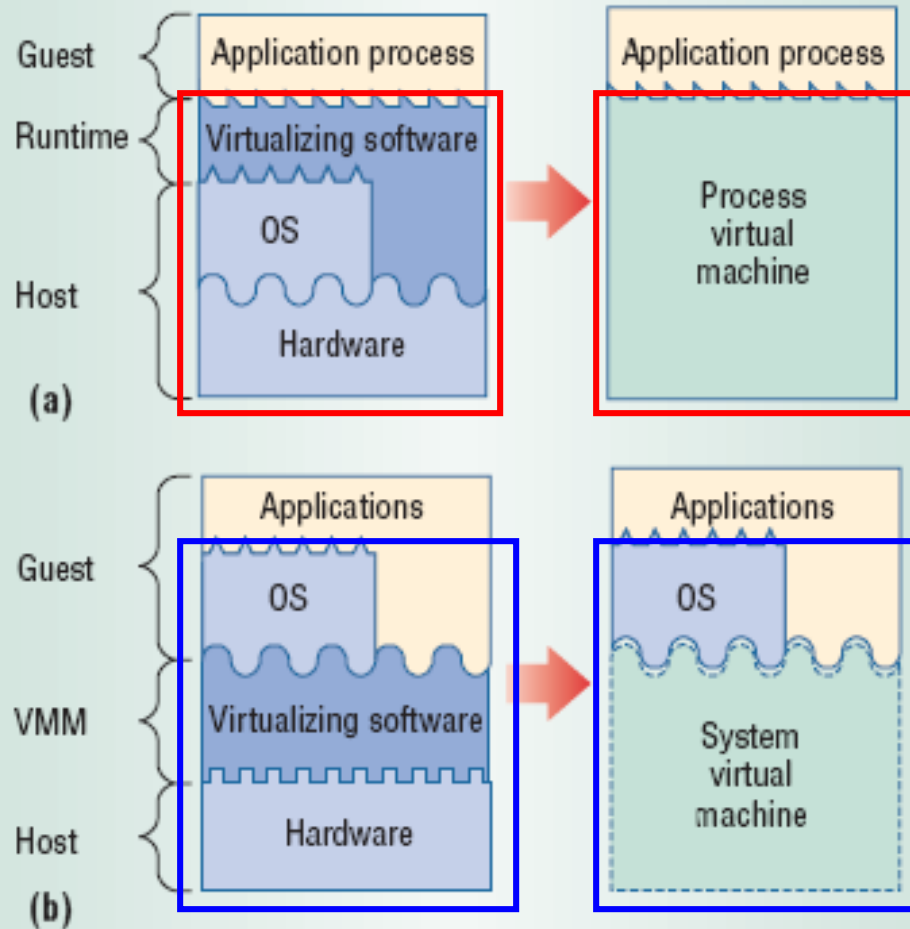 Guest
Application process
Application process
Runtime
Virtualizing software
OS
Process
virtual
machine
Host
Hardware
(a)
Applications
Applications
Guest
OS
OS
VMM
Virtualizing software
System
virtual
machine
Host
Hardware
(b)